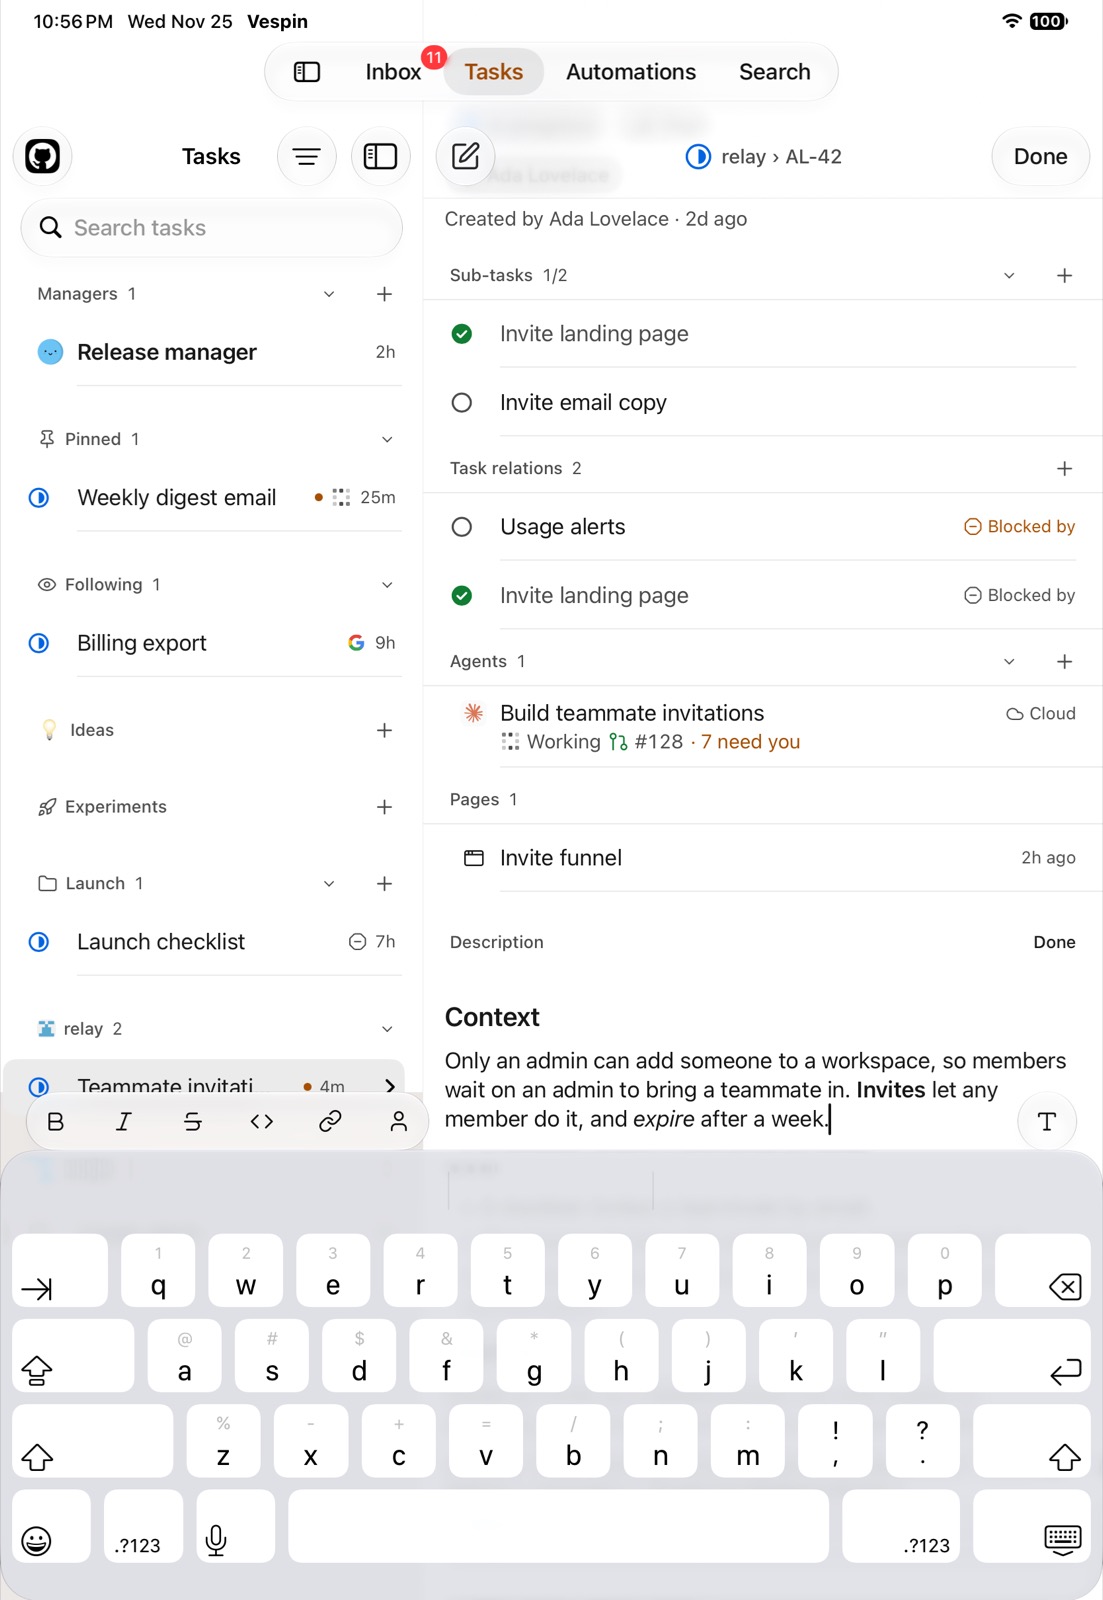 10:56 PM Wed Nov 25 Vespin
100
Inbox 11 Tasks Automations Search
Tasks
relay › AL-42
Done
Search tasks
Ada Lovelace
Created by Ada Lovelace · 2d ago
Managers 1
Release manager 2h
Pinned 1
Weekly digest email 25m
Following 1
Billing export 9h
Ideas
Experiments
Launch 1
Launch checklist 7h
relay 2
Teammate invitati 4m
Sub-tasks 1/2
Invite landing page
Invite email copy
Task relations 2
Usage alerts Blocked by
Invite landing page Blocked by
Agents 1
Build teammate invitations Cloud
Working #128 · 7 need you
Pages 1
Invite funnel 2h ago
Description Done
Context
Only an admin can add someone to a workspace, so members
wait on an admin to bring a teammate in. Invites let any
member do it, and expire after a week.
B I S <> T
1 2 3 4 5 6 7 8 9 0
q w e r t y u i o p
@ # $ & * ( ) ' "
a s d f g h j k l
% - + = / ; : ! ?
z x c v b n m , .
.?123 .?123